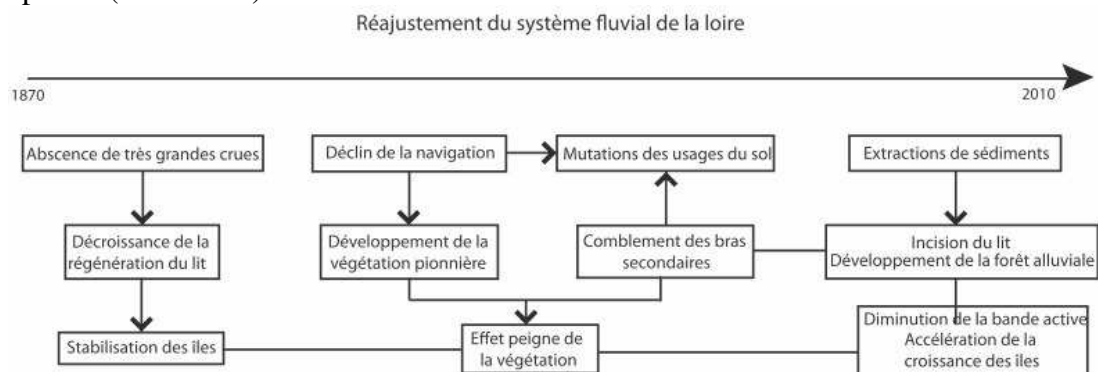 Réajustement du système fluvial de la loire
1870
2010
Abscence de très grandes crues
Déclin de la navigation
Mutations des usages du sol
Extractions de sédiments
Décroissance de la
régénération du lit
Développement de la
végétation pionnière
Comblement des bras
secondaires
Incision du lit
Développement de la forêt alluviale
Stabilisation des îles
Effet peigne de
la végétation
Diminution de la bande active
Accélération de la
croissance des îles